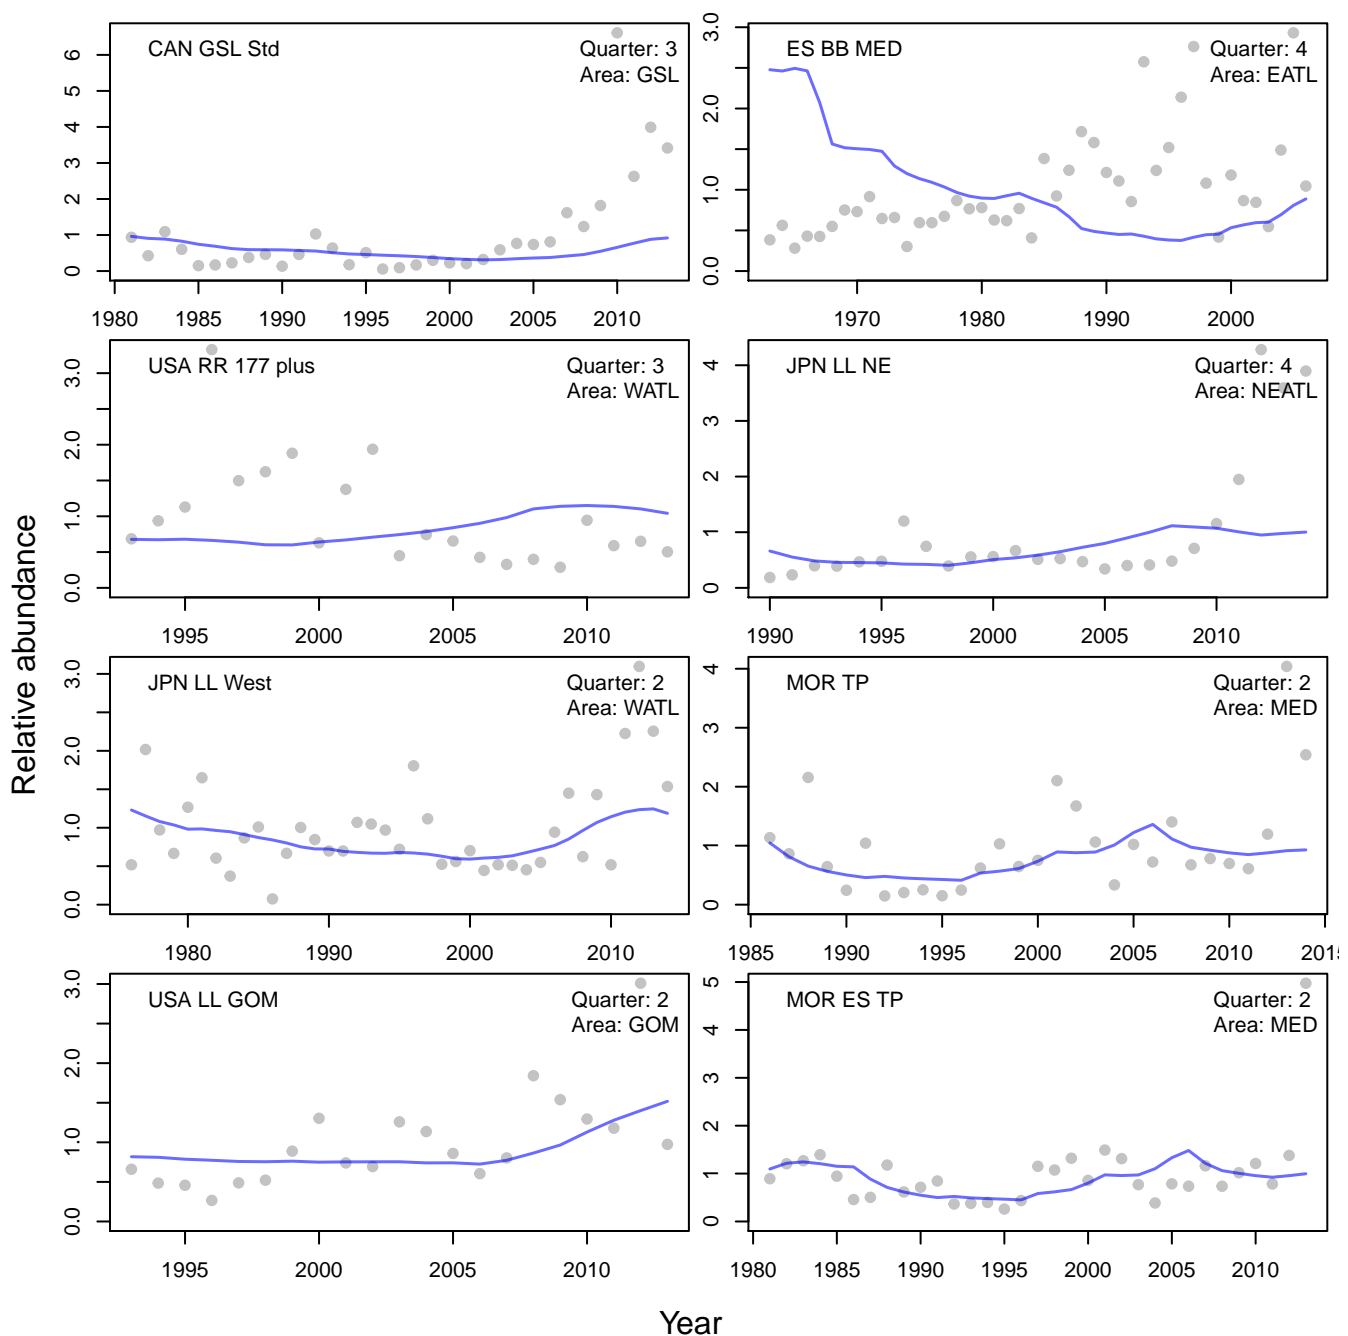 CAN GSL Std
Quarter: 3
Area: GSL
0 1 2 3 4 5 6
1980 1985 1990 1995 2000 2005 2010
ES BB MED
Quarter: 4
Area: EATL
0.0 1.0 2.0 3.0
1970 1980 1990 2000
USA RR 177 plus
Quarter: 3
Area: WATL
0.0 1.0 2.0 3.0
1995 2000 2005 2010
JPN LL NE
Quarter: 4
Area: NEATL
0 1 2 3 4
1990 1995 2000 2005 2010
Relative abundance
JPN LL West
Quarter: 2
Area: WATL
0.0 1.0 2.0 3.0
1980 1990 2000 2010
MOR TP
Quarter: 2
Area: MED
0 1 2 3 4
1985 1990 1995 2000 2005 2010
USA LL GOM
Quarter: 2
Area: GOM
0.0 1.0 2.0 3.0
1995 2000 2005 2010
MOR ES TP
Quarter: 2
Area: MED
0 1 2 3 4 5
1980 1985 1990 1995 2000 2005 2010
Year